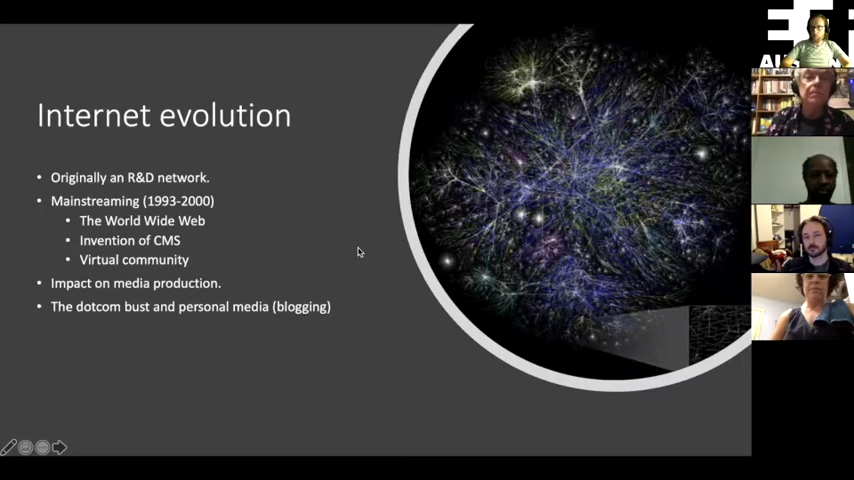 Internet evolution
• Originally an R&D network.
• Mainstreaming (1993-2000)
• The World Wide Web
• Invention of CMS
• Virtual community
• Impact on media production.
• The dotcom bust and personal media (blogging)